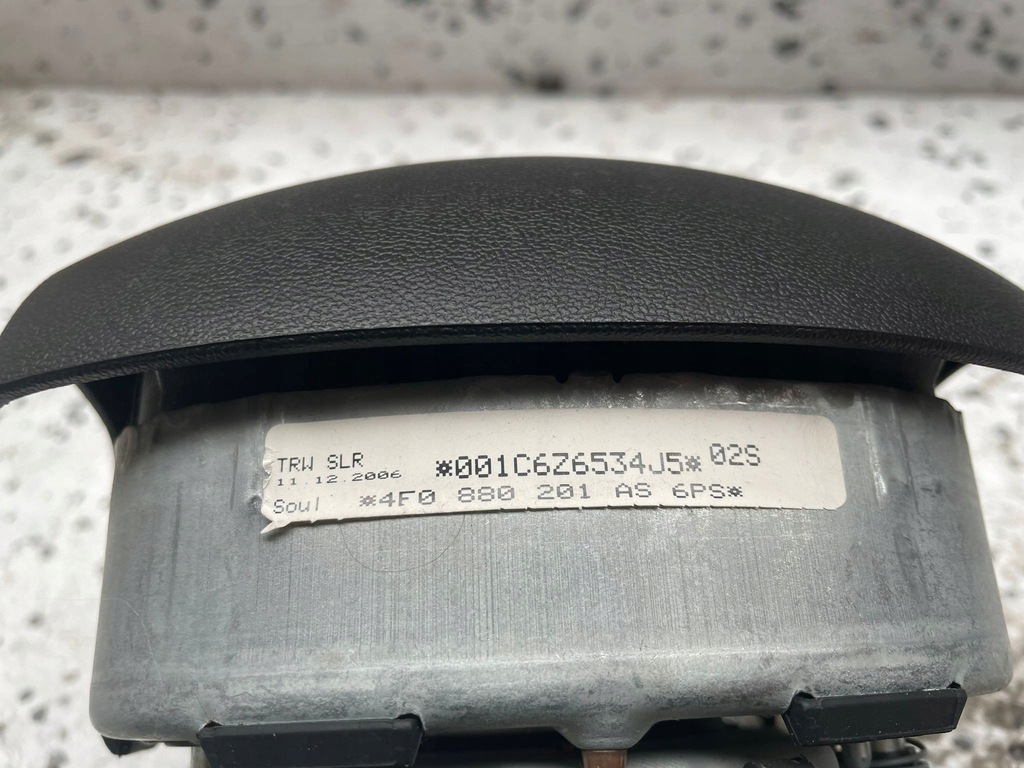 TRW SLR *001C6Z6534J5* 02S
11.12.2006
Soul *4F0 880 201 AS 6PS*